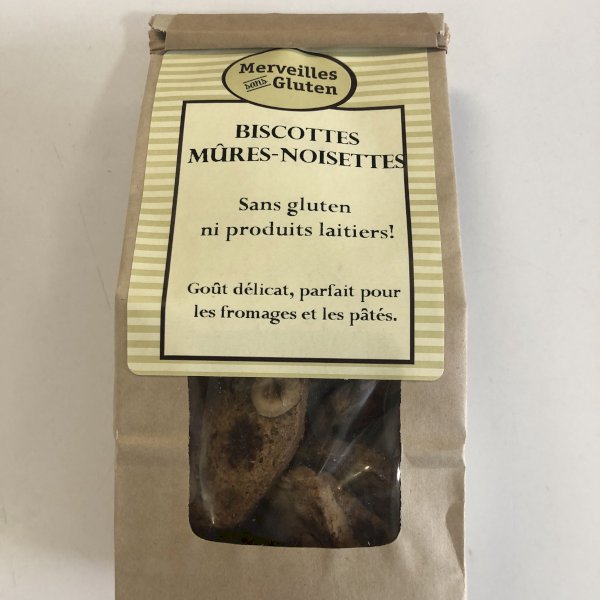 Merveilles
sans Gluten
BISCOTTES
MÛRES-NOISETTES
Sans gluten
ni produits laitiers!
Goût délicat, parfait pour
les fromages et les pâtés.